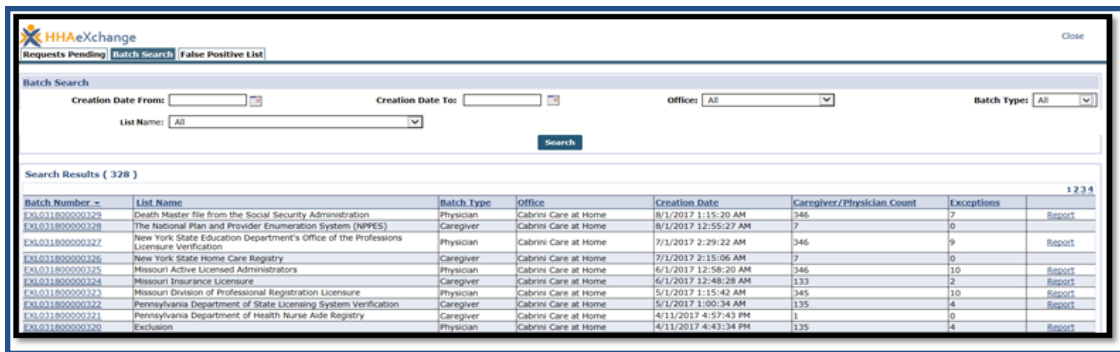 HHAeXchange
Close
Requests Pending Batch Search False Positive List
Batch Search
Creation Date From: Creation Date To: Office: All Batch Type: All
List Name: All
Search
Search Results ( 328 )
1234
Batch Number List Name Batch Type Office Creation Date Caregiver/Physician Count Exceptions
EXL031800000329 Death Master file from the Social Security Administration Physician Cabrini Care at Home 8/1/2017 1:15:20 AM 346 7 Report
EXL031800000328 The National Plan and Provider Enumeration System (NPPES) Caregiver Cabrini Care at Home 8/1/2017 12:55:27 AM 7 0
EXL031800000327 New York State Education Department's Office of the Professions Licensure Verification Physician Cabrini Care at Home 7/1/2017 2:29:22 AM 346 9 Report
EXL031800000326 New York State Home Care Registry Caregiver Cabrini Care at Home 7/1/2017 2:15:06 AM 7 0
EXL031800000325 Missouri Active Licensed Administrators Physician Cabrini Care at Home 6/1/2017 12:58:20 AM 346 10 Report
EXL031800000324 Missouri Insurance Licensure Caregiver Cabrini Care at Home 6/1/2017 12:48:28 AM 133 2 Report
EXL031800000323 Missouri Division of Professional Registration Licensure Physician Cabrini Care at Home 5/1/2017 1:15:42 AM 345 10 Report
EXL031800000322 Pennsylvania Department of State Licensing System Verification Caregiver Cabrini Care at Home 5/1/2017 1:00:34 AM 135 4 Report
EXL031800000321 Pennsylvania Department of Health Nurse Aide Registry Caregiver Cabrini Care at Home 4/11/2017 4:57:43 PM 1 0
EXL031800000320 Exclusion Physician Cabrini Care at Home 4/11/2017 4:43:34 PM 135 4 Report